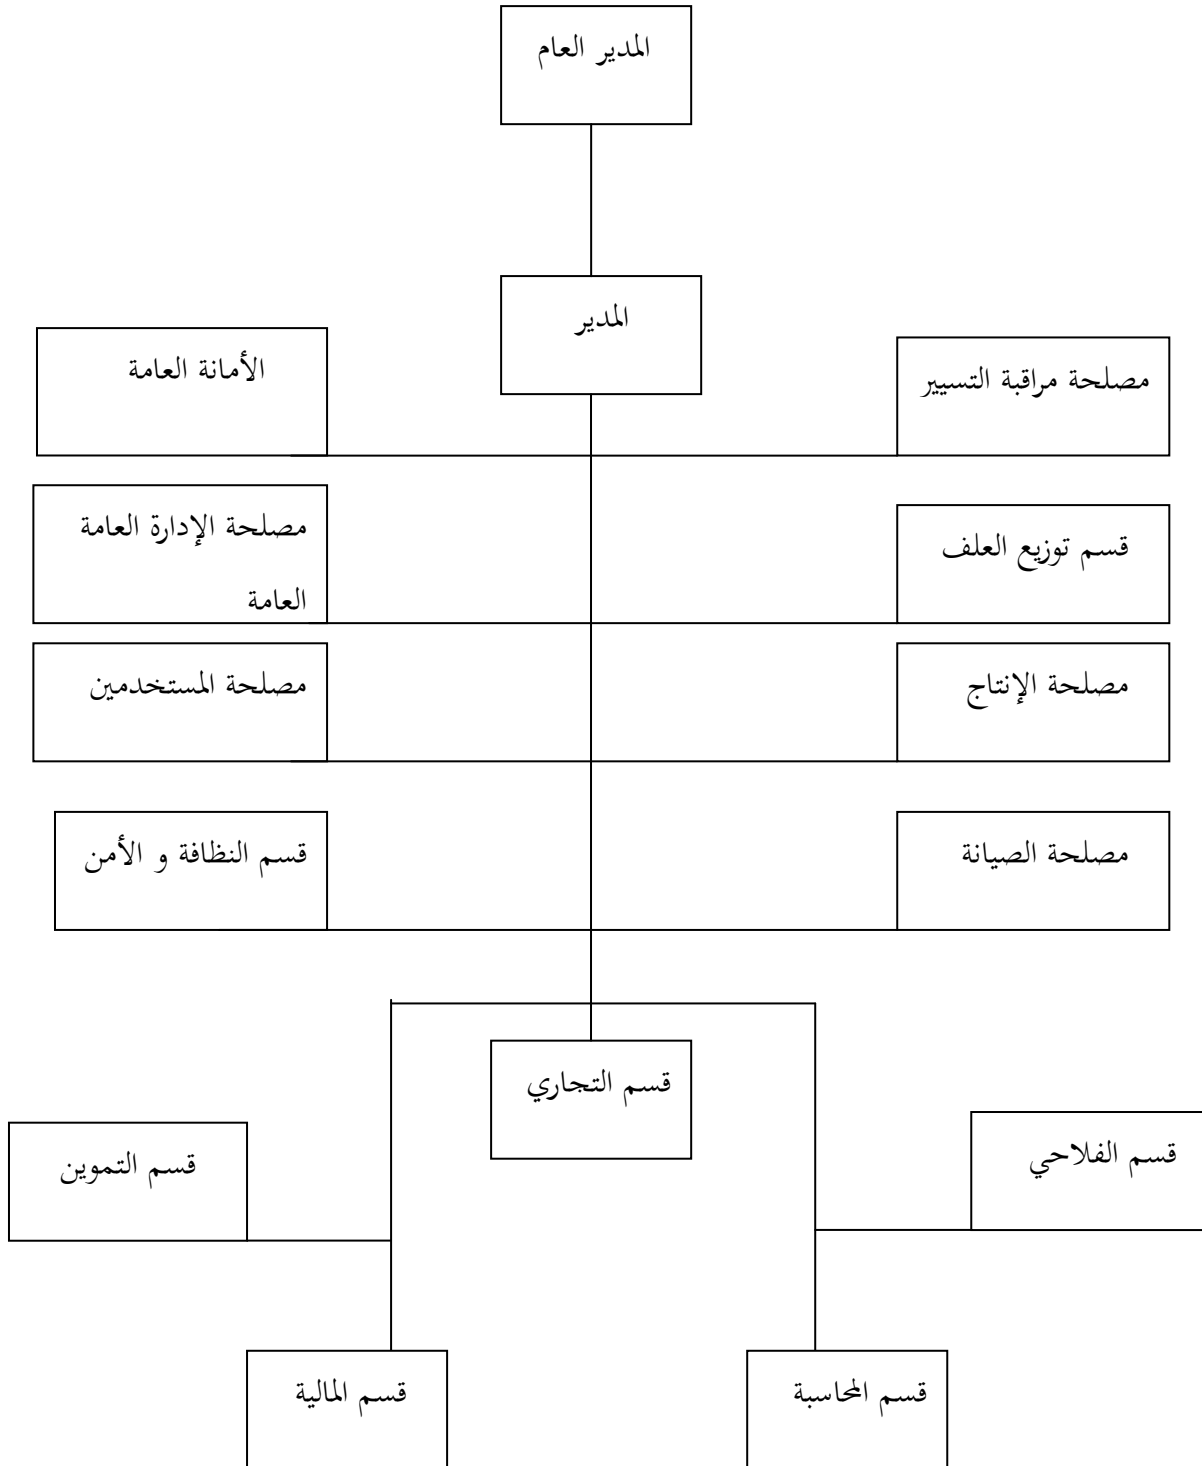 المدير العام
المدير
مصلحة مراقبة التسيير
الأمانة العامة
قسم توزيع العلف
مصلحة الإدارة العامة
العامة
مصلحة الإنتاج
مصلحة المستخدمين
مصلحة الصيانة
قسم النظافة و الأمن
قسم التجاري
قسم الفلاحي
قسم التموين
قسم المحاسبة
قسم المالية